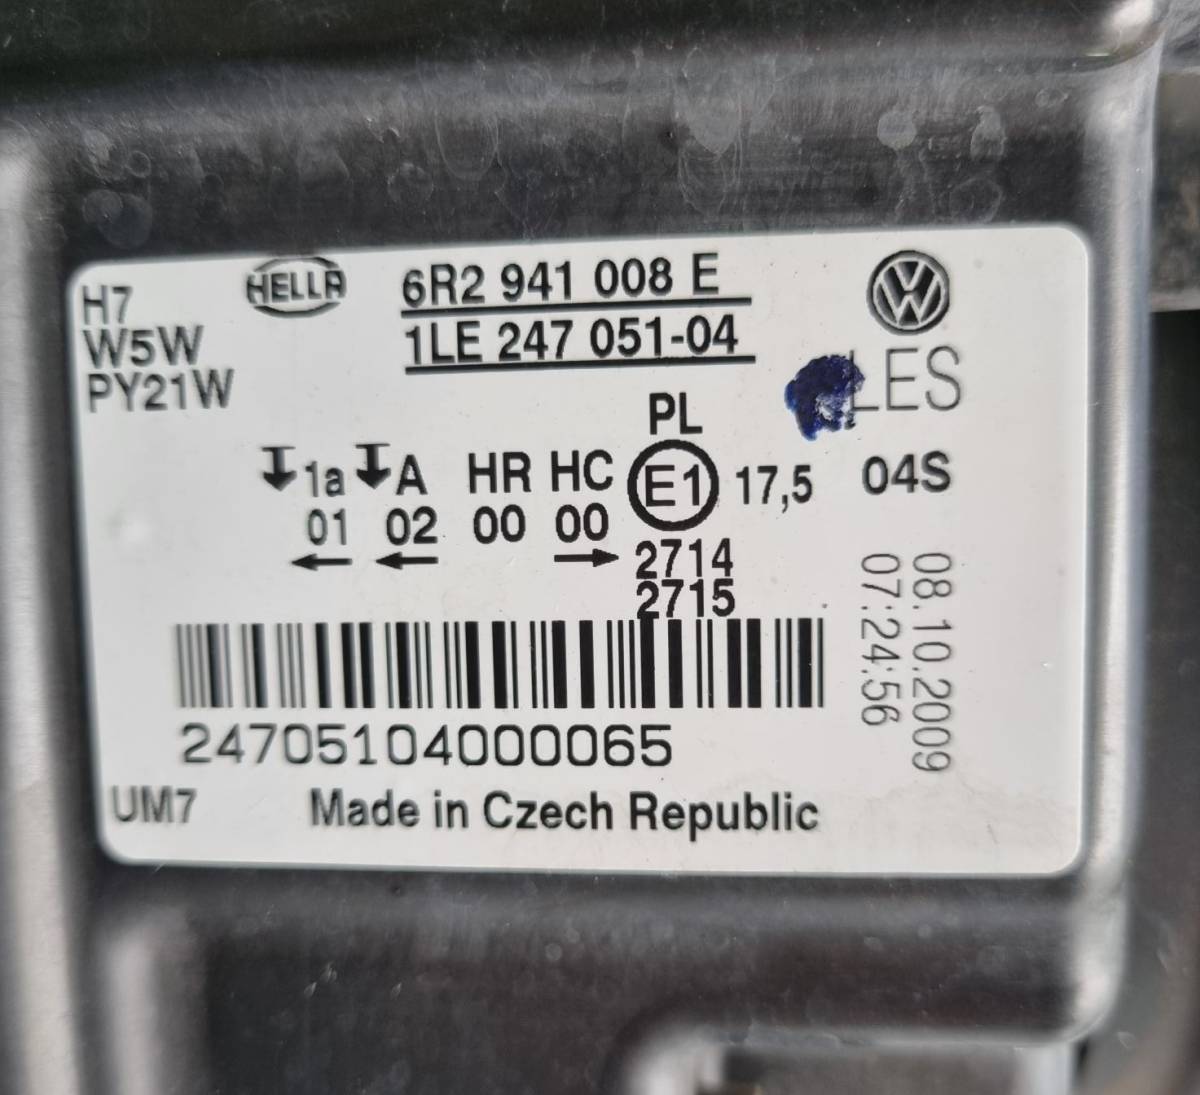 H7
W5W
PY21W
HELLA
6R2 941 008 E
1LE 247 051-04
LES
PL
1a A HR HC E1 17,5 04S
01 02 00 00
2714
2715
08.10.2009
07:24:56
24705104000065
UM7
Made in Czech Republic